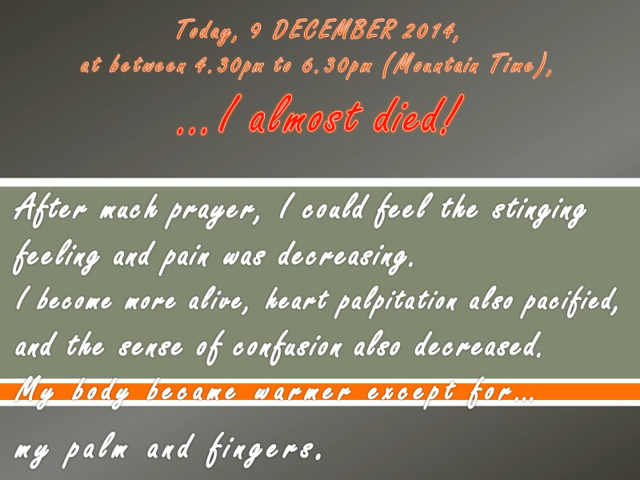 Today, 9 DECEMBER 2014,
at between 4.30pm to 6.30pm (Mountain Time),
...I almost died!
After much prayer, I could feel the stinging
feeling and pain was decreasing.
I become more alive, heart palpitation also pacified,
and the sense of confusion also decreased.
My body became warmer except for...
my palm and fingers.